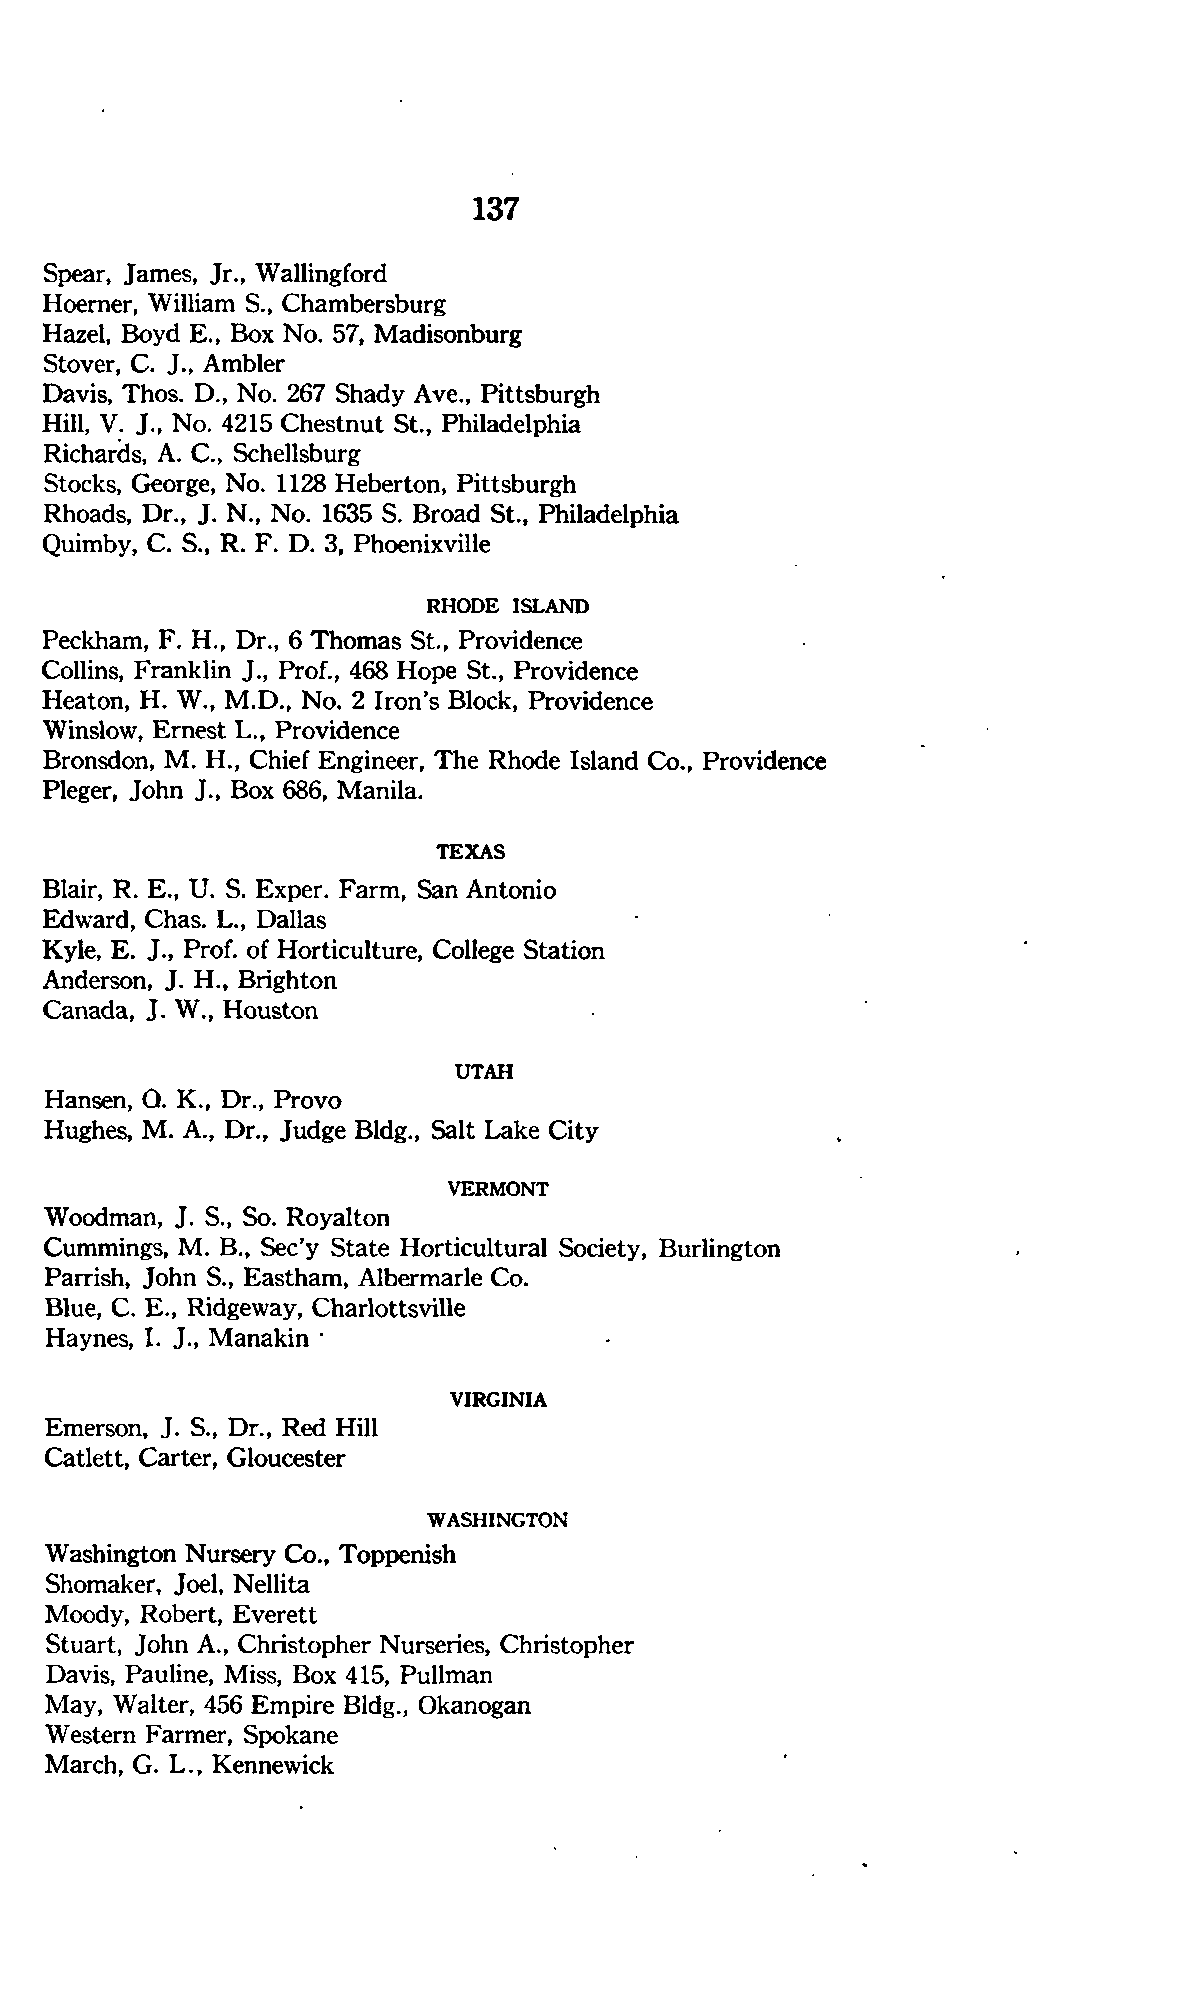 137
Spear, James, Jr., Wallingford
Hoerner, William S., Chambersburg
Hazel, Boyd E., Box No. 57, Madisonburg
Stover, C. J., Ambler
Davis, Thos. D., No. 267 Shady Ave., Pittsburgh
Hill, V. J., No. 4215 Chestnut St., Philadelphia
Richards, A. C., Schellsburg
Stocks, George, No. 1128 Heberton, Pittsburgh
Rhoads, Dr., J. N., No. 1635 S. Broad St., Philadelphia
Quimby, C. S., R. F. D. 3, Phoenixville
RHODE ISLAND
Peckham, F. H., Dr., 6 Thomas St., Providence
Collins, Franklin J., Prof., 468 Hope St., Providence
Heaton, H. W., M.D., No. 2 Iron's Block, Providence
Winslow, Ernest L., Providence
Bronsdon, M. H., Chief Engineer, The Rhode Island Co., Providence
Pleger, John J., Box 686, Manila.
TEXAS
Blair, R. E., U. S. Exper. Farm, San Antonio
Edward, Chas. L., Dallas
Kyle, E. J., Prof. of Horticulture, College Station
Anderson, J. H., Brighton
Canada, J. W., Houston
UTAH
Hansen, O. K., Dr., Provo
Hughes, M. A., Dr., Judge Bldg., Salt Lake City
VERMONT
Woodman, J. S., So. Royalton
Cummings, M. B., Sec'y State Horticultural Society, Burlington
Parrish, John S., Eastham, Albermarle Co.
Blue, C. E., Ridgeway, Charlottsville
Haynes, I. J., Manakin
VIRGINIA
Emerson, J. S., Dr., Red Hill
Catlett, Carter, Gloucester
WASHINGTON
Washington Nursery Co., Toppenish
Shomaker, Joel, Nellita
Moody, Robert, Everett
Stuart, John A., Christopher Nurseries, Christopher
Davis, Pauline, Miss, Box 415, Pullman
May, Walter, 456 Empire Bldg., Okanogan
Western Farmer, Spokane
March, G. L., Kennewick